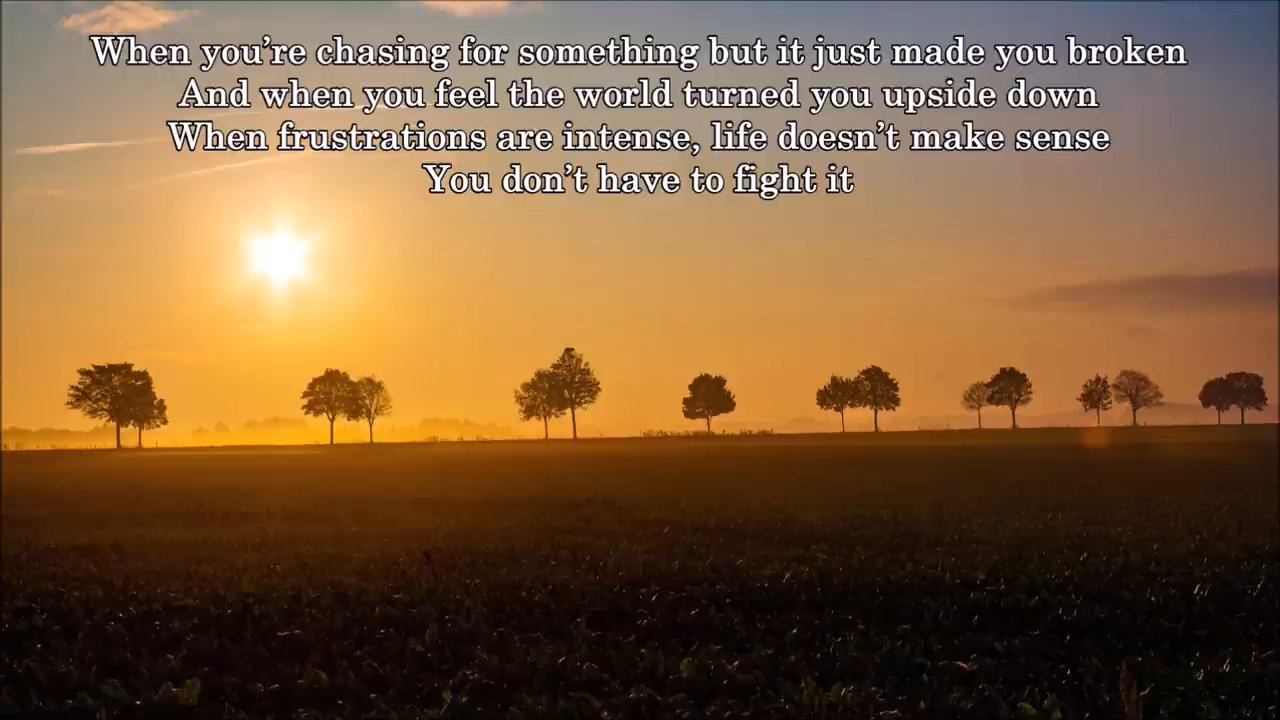 When you’re chasing for something but it just made you broken
And when you feel the world turned you upside down
When frustrations are intense, life doesn’t make sense
You don’t have to fight it